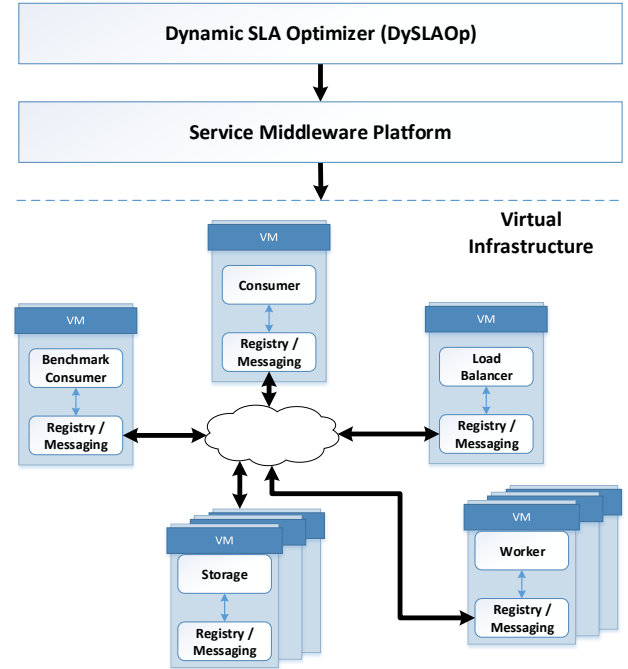 Dynamic SLA Optimizer (DySLAOp)
Service Middleware Platform
Virtual
Infrastructure
VM
Consumer
Registry /
Messaging
VM
Benchmark
Consumer
Registry /
Messaging
VM
Load
Balancer
Registry /
Messaging
VM
Storage
Registry /
Messaging
VM
Worker
Registry /
Messaging